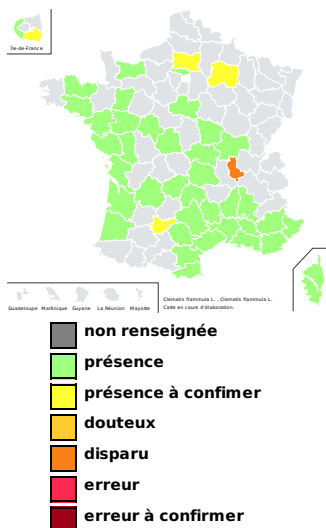 Île-de-France
Guadeloupe Martinique Guyane La Réunion Mayotte
Clematis flammula L. , Clematis flammula L.
Carte en cours d'élaboration.
non renseignée
présence
présence à confimer
douteux
disparu
erreur
erreur à confirmer